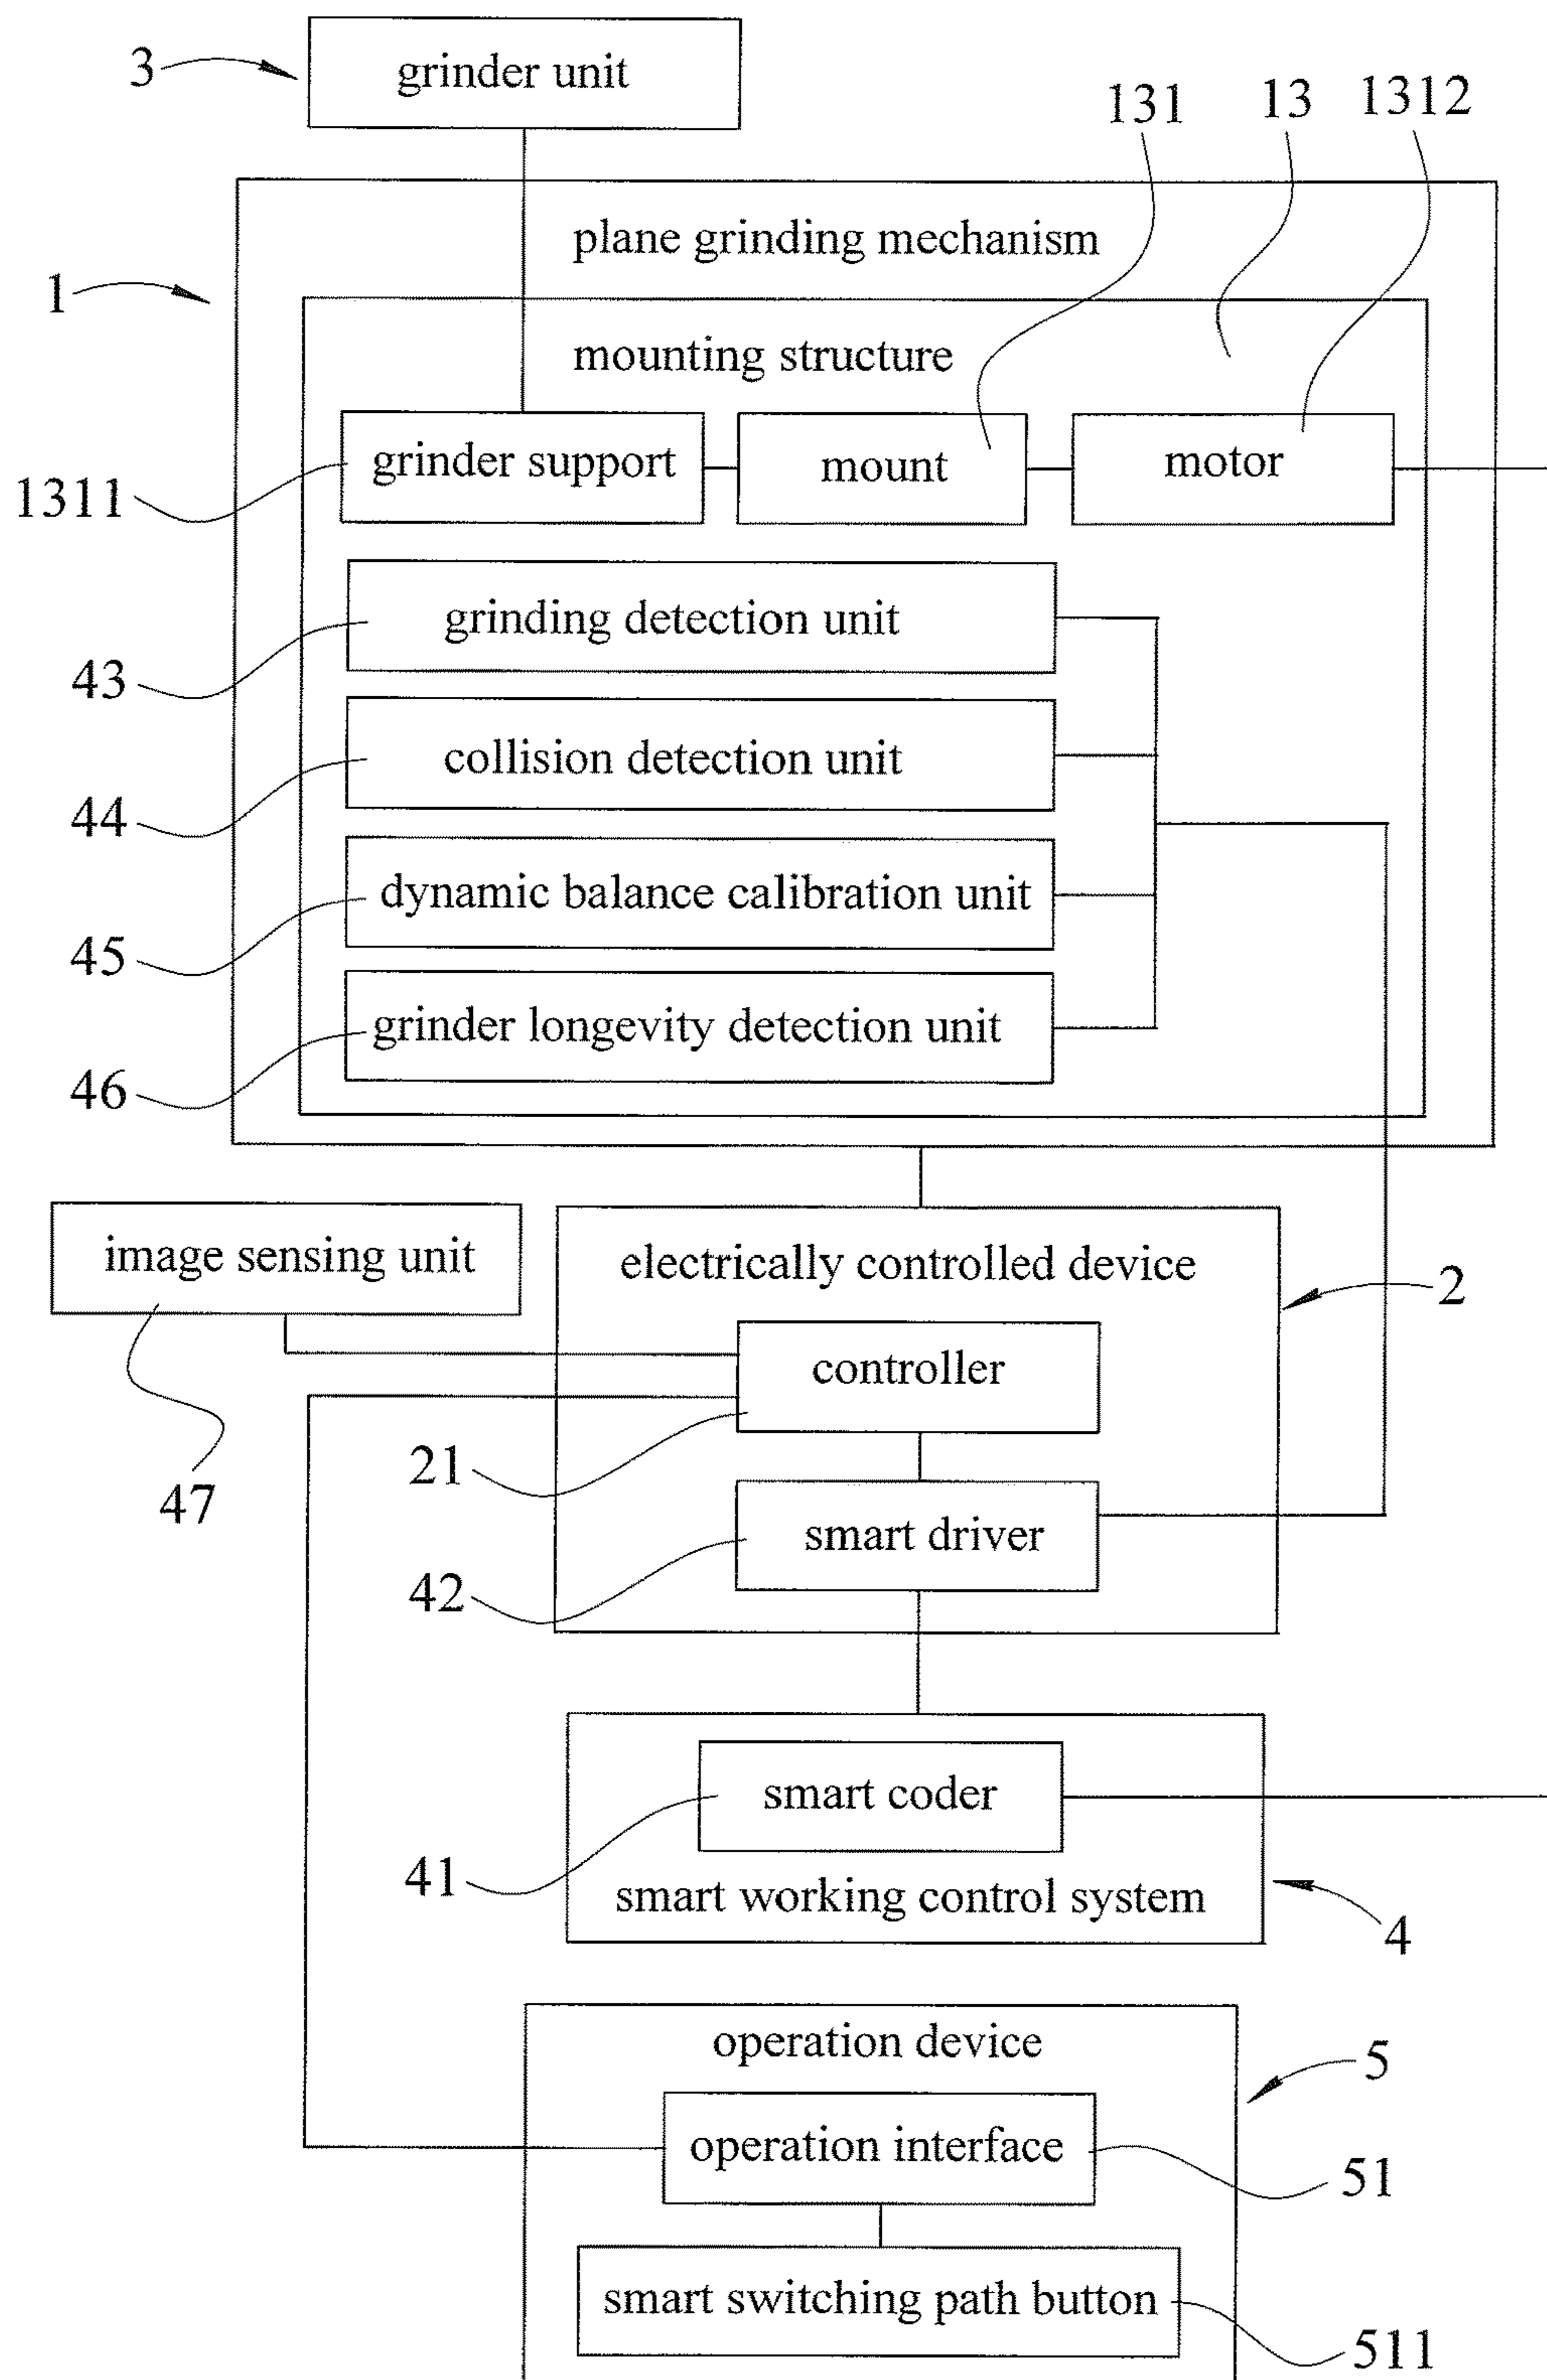 3
grinder unit
131
13
1312
plane grinding mechanism
1
mounting structure
grinder support
mount
motor
1311
grinding detection unit
43
collision detection unit
44
dynamic balance calibration unit
45
grinder longevity detection unit
46
image sensing unit
electrically controlled device
2
controller
21
47
smart driver
42
smart coder
41
smart working control system
4
operation device
5
operation interface
51
smart switching path button
511